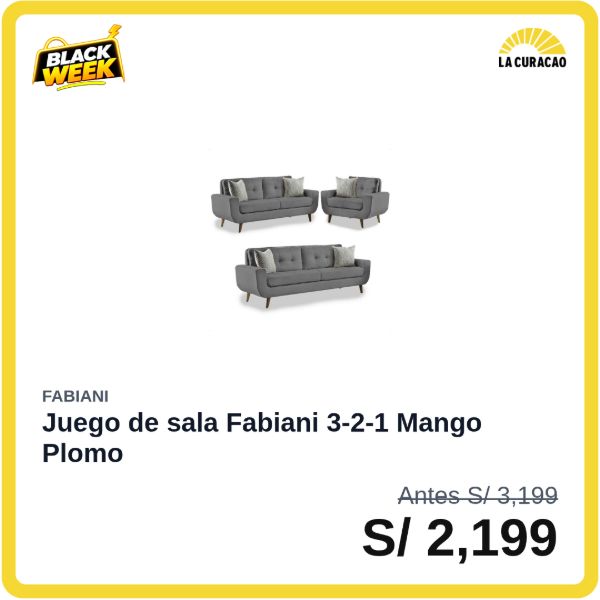 BLACK
WEEK
LA CURACAO
FABIANI
Juego de sala Fabiani 3-2-1 Mango
Plomo
Antes S/ 3,199
S/ 2,199